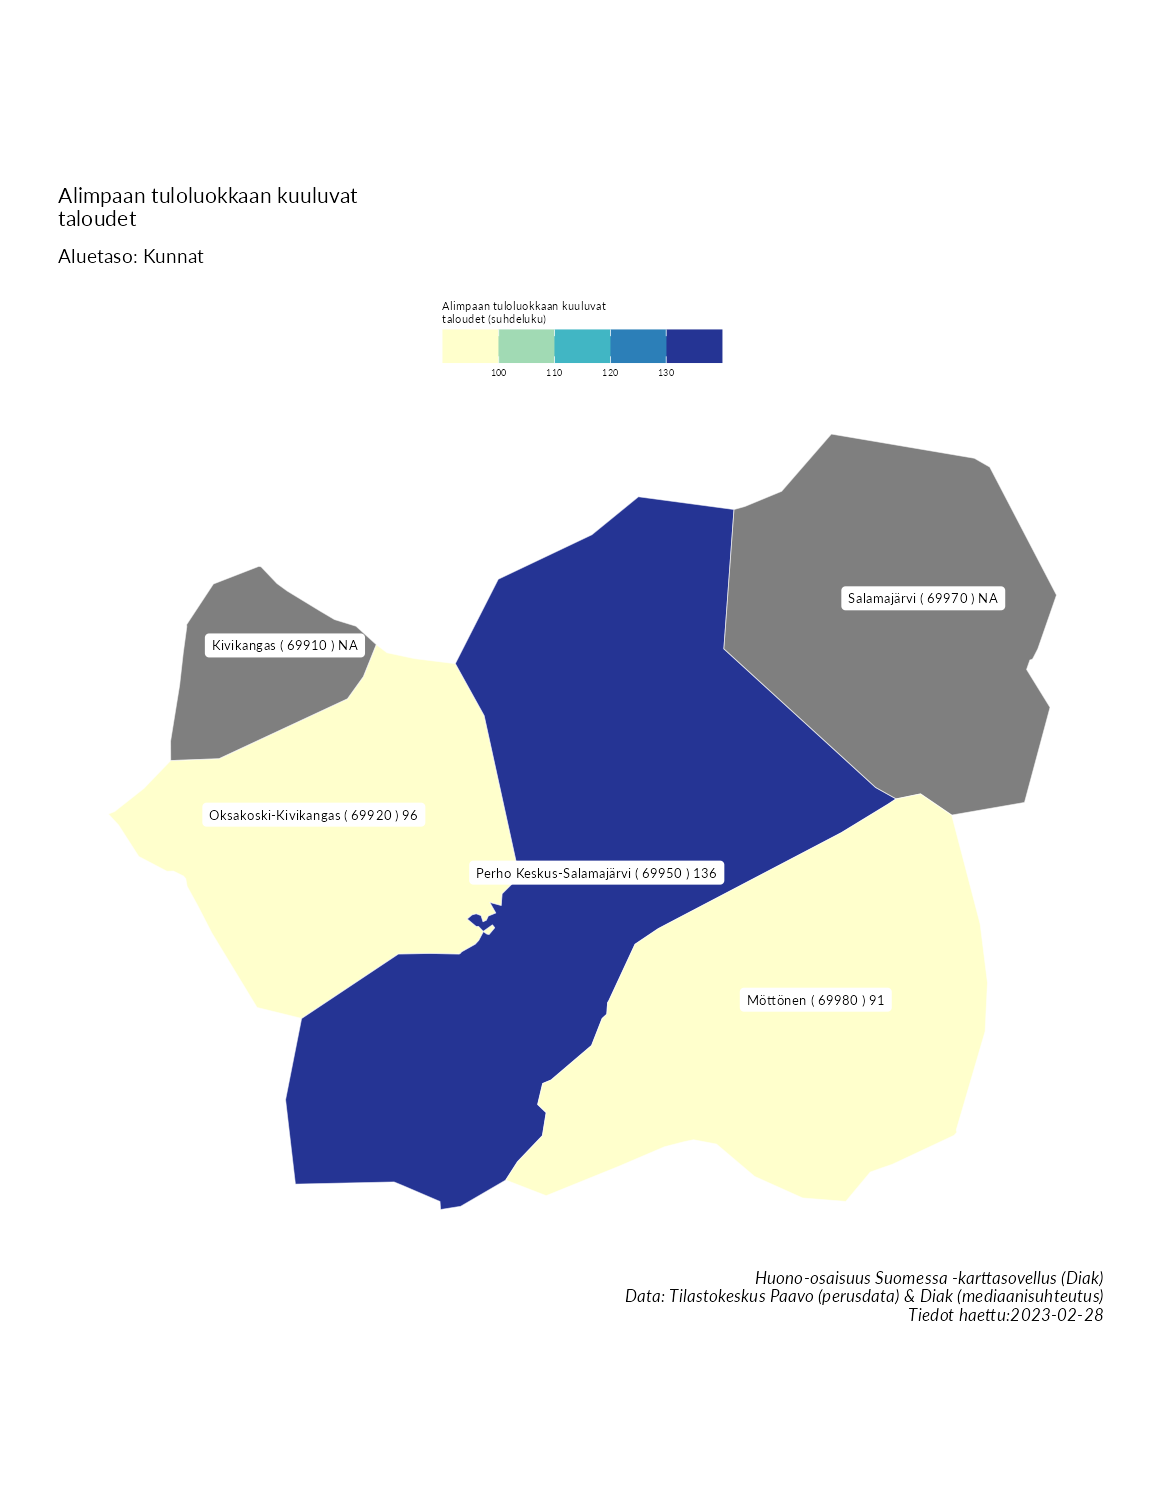 Alimpaan tuloluokkaan kuuluvat
taloudet
Aluetaso: Kunnat
Alimpaan tuloluokkaan kuuluvat
taloudet (suhdeluku)
100 110 120 130
Salamajärvi ( 69970 ) NA
Kivikangas ( 69910 ) NA
Oksakoski-Kivikangas ( 69920 ) 96
Perho Keskus-Salamajärvi ( 69950 ) 136
Möttönen ( 69980 ) 91
Huono-osaisuus Suomessa -karttasovellus (Diak)
Data: Tilastokeskus Paavo (perusdata) & Diak (mediaanisuhteutus)
Tiedot haettu:2023-02-28